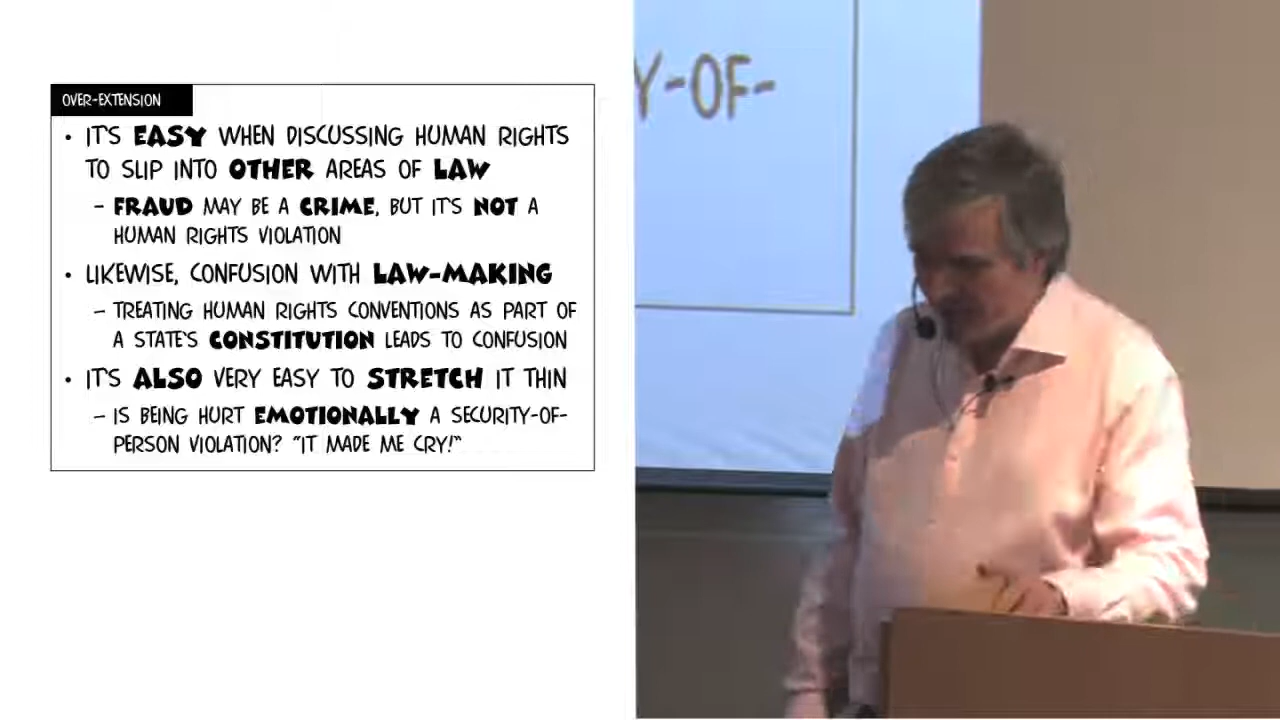 OVER-EXTENSION
• IT'S EASY WHEN DISCUSSING HUMAN RIGHTS
TO SLIP INTO OTHER AREAS OF LAW
– FRAUD MAY BE A CRIME, BUT IT'S NOT A
HUMAN RIGHTS VIOLATION
• LIKEWISE, CONFUSION WITH LAW-MAKING
– TREATING HUMAN RIGHTS CONVENTIONS AS PART OF
A STATE'S CONSTITUTION LEADS TO CONFUSION
• IT'S ALSO VERY EASY TO STRETCH IT THIN
– IS BEING HURT EMOTIONALLY A SECURITY-OF-
PERSON VIOLATION? "IT MADE ME CRY!"
Y-OF-